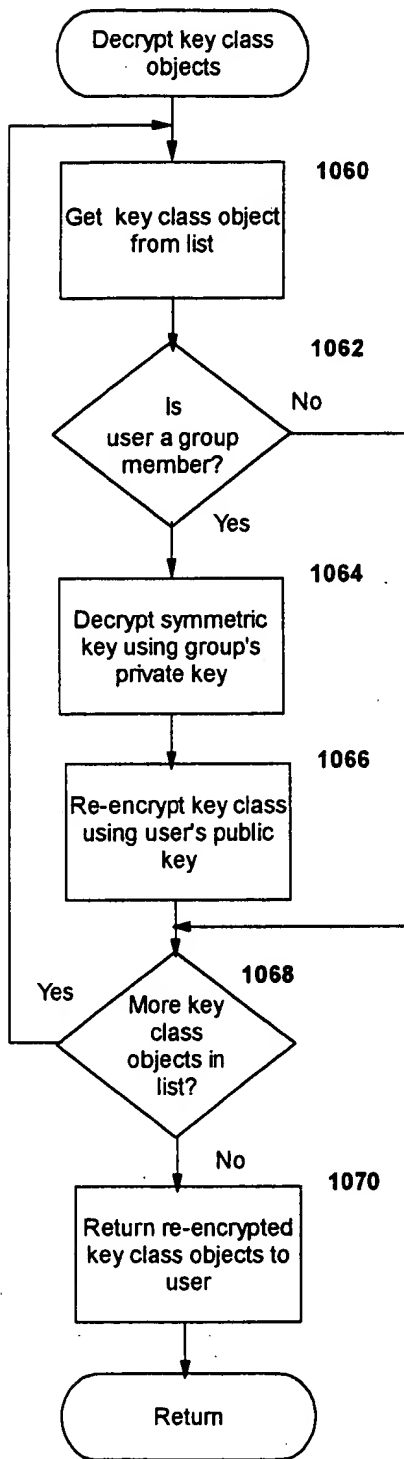 Decrypt key class
objects
1060
Get key class object
from list
1062
Is
user a group
member?
No
Yes
1064
Decrypt symmetric
key using group's
private key
1066
Re-encrypt key class
using user's public
key
1068
Yes
More key
class
objects in
list?
No
1070
Return re-encrypted
key class objects to
user
Return